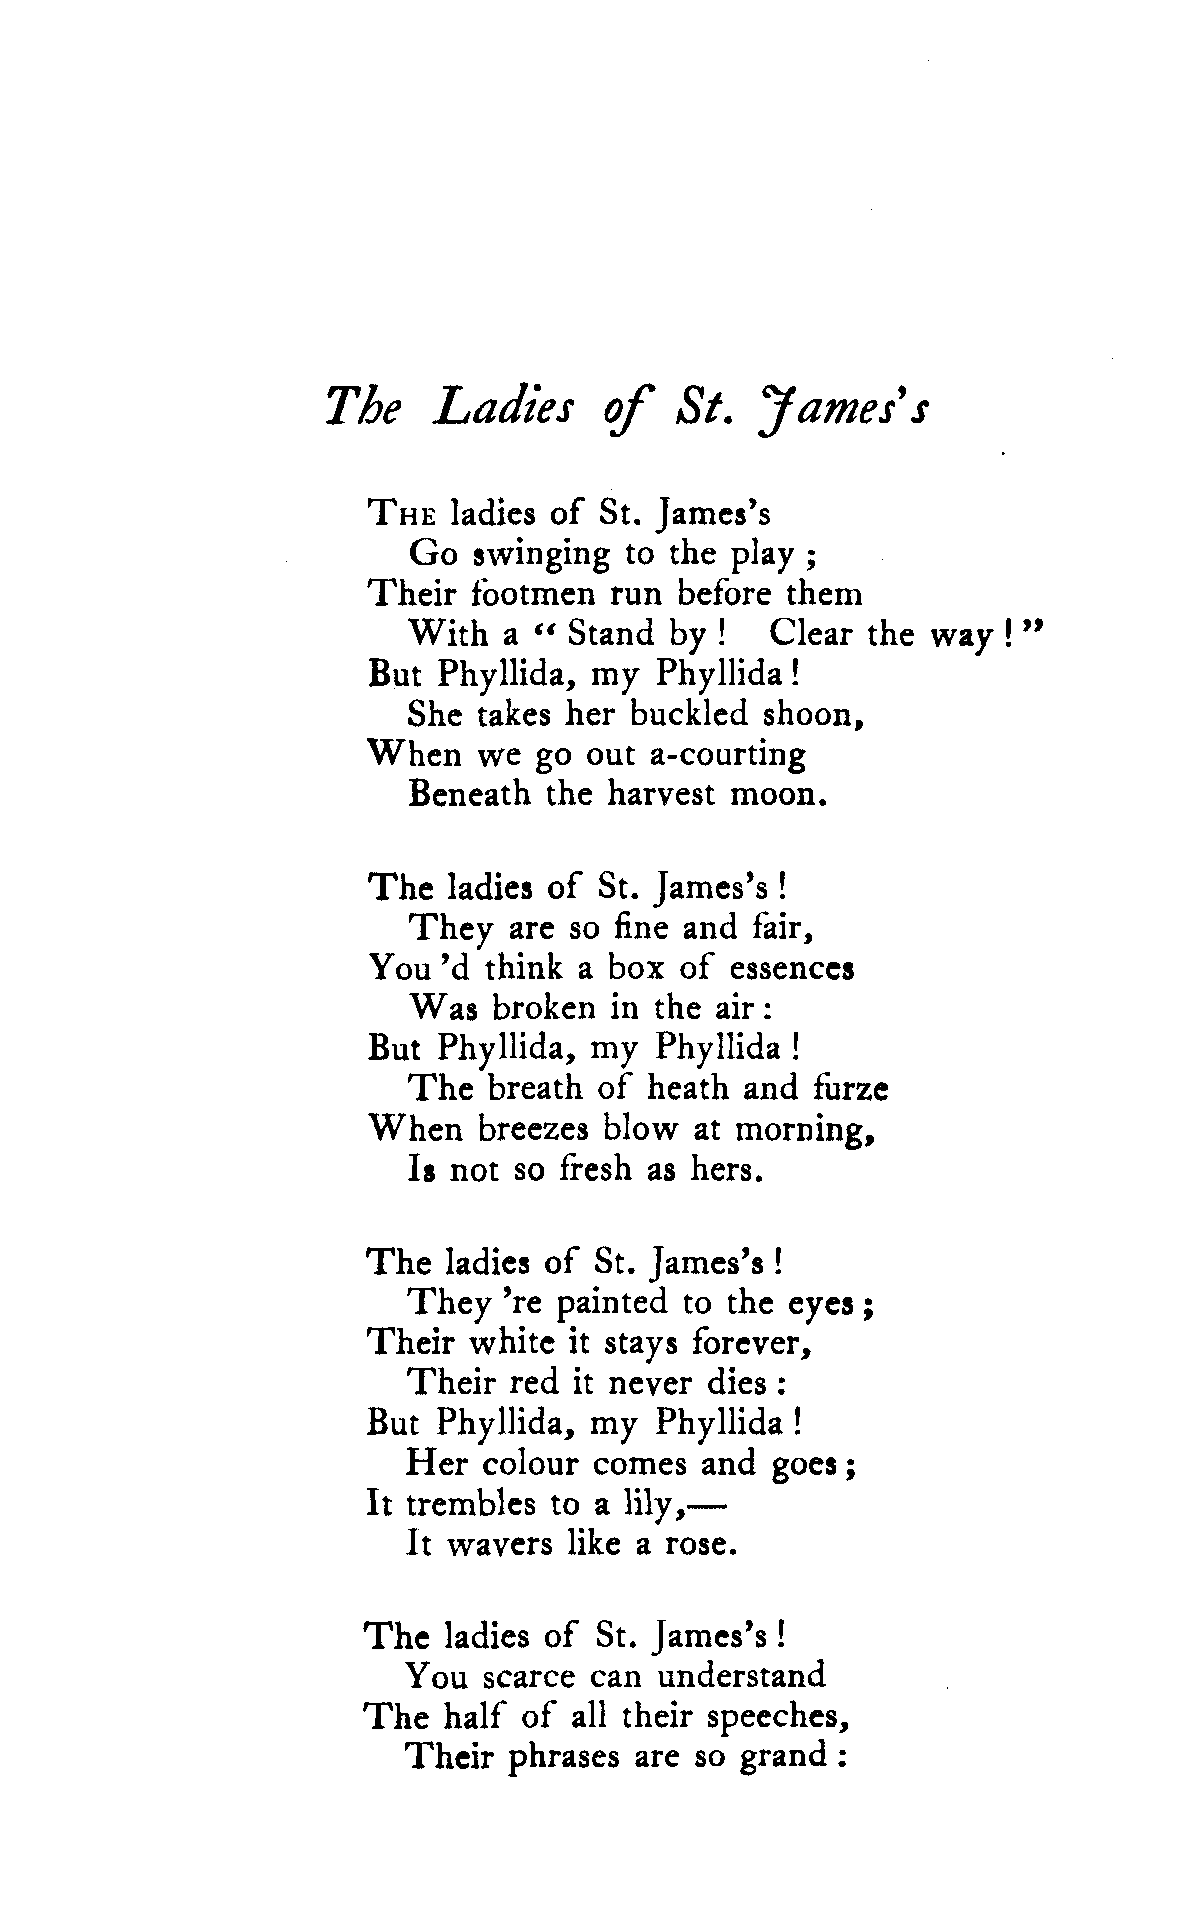 The Ladies of St. James's
THE ladies of St. James's
Go swinging to the play ;
Their footmen run before them
With a “ Stand by ! Clear the way ! ”
But Phyllida, my Phyllida !
She takes her buckled shoon,
When we go out a-courting
Beneath the harvest moon.
The ladies of St. James's !
They are so fine and fair,
You 'd think a box of essences
Was broken in the air :
But Phyllida, my Phyllida !
The breath of heath and furze
When breezes blow at morning,
Is not so fresh as hers.
The ladies of St. James's !
They 're painted to the eyes ;
Their white it stays forever,
Their red it never dies :
But Phyllida, my Phyllida !
Her colour comes and goes ;
It trembles to a lily,—
It wavers like a rose.
The ladies of St. James's !
You scarce can understand
The half of all their speeches,
Their phrases are so grand :